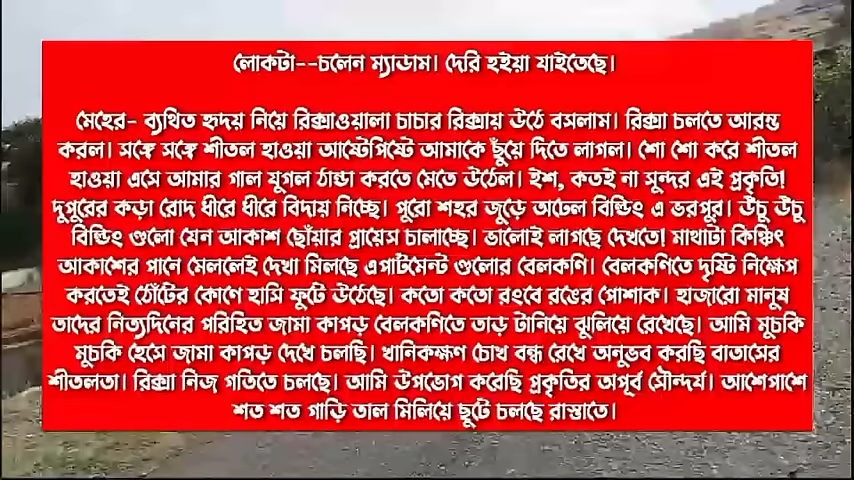 লোকটা--চলেন ম্যাডাম। দেরি হইয়া যাইতেছে।
মেহের- ব্যথিত হৃদয় নিয়ে রিক্সাওয়ালা চাচার রিক্সায় উঠে বসলাম। রিক্সা চলতে আরম্ভ
করল। সঙ্গে সঙ্গে শীতল হাওয়া আষ্টেপিষ্টে আমাকে ছুঁয়ে দিতে লাগল। শো শো করে শীতল
হাওয়া এসে আমার গাল যুগল ঠান্ডা করতে মেতে উঠেল। ইশ, কতই না সুন্দর এই প্রকৃতি!
দুপুরের কড়া রোদ ধীরে ধীরে বিদায় নিচ্ছে। পুরো শহর জুড়ে অঢেল বিল্ডিং এ ভরপুর। উঁচু উঁচু
বিল্ডিং গুলো যেন আকাশ ছোঁয়ার প্রায়েস চালাচ্ছে। ভালোই লাগছে দেখতে! মাথাটা কিঞ্চিৎ
আকাশের পানে মেললেই দেখা মিলছে এপার্টমেন্ট গুলোর বেলকণি। বেলকণিতে দৃষ্টি নিক্ষেপ
করতেই ঠোঁটের কোণে হাসি ফুটে উঠেছে। কতো কতো রংবে রঙের পোশাক। হাজারো মানুষ
তাদের নিত্যদিনের পরিহিত জামা কাপড় বেলকণিতে তাড় টানিয়ে ঝুলিয়ে রেখেছে। আমি মুচকি
মুচকি হেসে জামা কাপড় দেখে চলছি। খানিকক্ষণ চোখ বন্ধ রেখে অনুভব করছি বাতাসের
শীতলতা। রিক্সা নিজ গতিতে চলছে। আমি উপভোগ করেছি প্রকৃতির অপূর্ব সৌন্দর্য। আশেপাশে
শত শত গাড়ি তাল মিলিয়ে ছুটে চলছে রাস্তাতে।